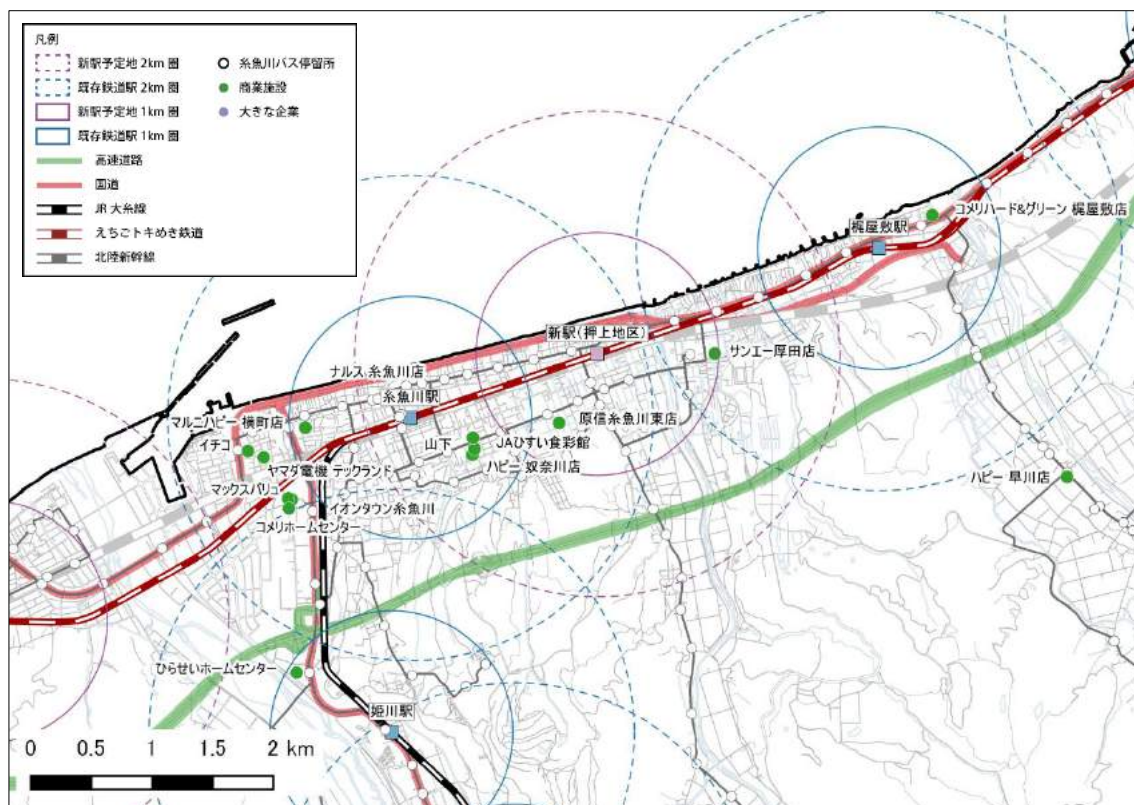 凡例
新駅予定地 2km 圏
既存鉄道駅 2km 圏
新駅予定地 1km 圏
既存鉄道駅 1km 圏
高速道路
国道
JR 大糸線
えちごトキめき鉄道
北陸新幹線
糸魚川バス停留所
商業施設
大きな企業
コメリハード&グリーン 梶屋敷店
梶屋敷駅
新駅(押上地区)
サンエー厚田店
ナルス 糸魚川店
糸魚川駅
マルニハピー 横町店
原信糸魚川東店
イチコ
山下
JAひすい食彩館
ヤマダ電機 テックランド
ハピー 奴奈川店
マックスバリュ
イオンタウン糸魚川
ハピー 早川店
コメリホームセンター
ひらせいホームセンター
姫川駅
0 0.5 1 1.5 2 km